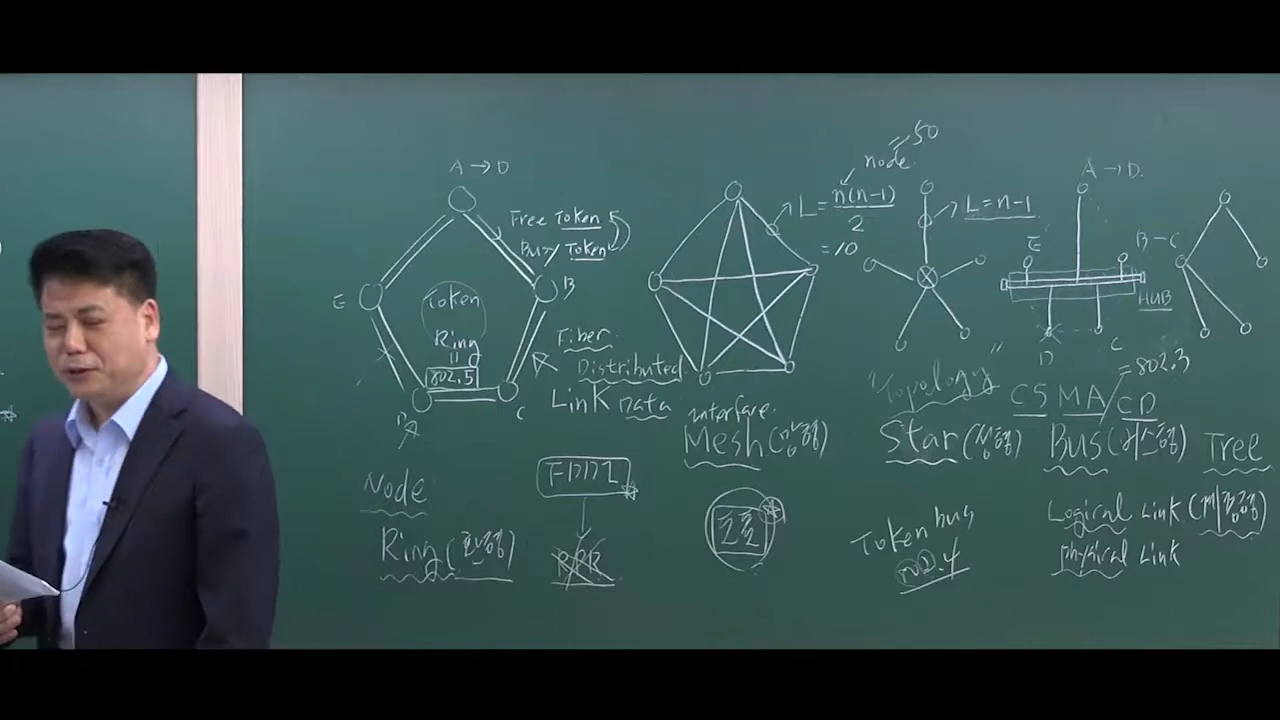 A → D
Free Token
Busy Token
E
B
Token
Ring
802.5
D
C
Fiber
Distributed
Link Data
interface
FDDI
RPR
Node
Ring(환형)
L = n(n-1)
2
= 10
node
50
Mesh(망형)
L = n-1
"Topology"
Star(성형)
Token bus
802.4
A → D
E
B - C
HUB
D
C
CSMA/CD
= 802.3
Bus(버스형)
Tree
(계층형)
Logical Link
physical Link